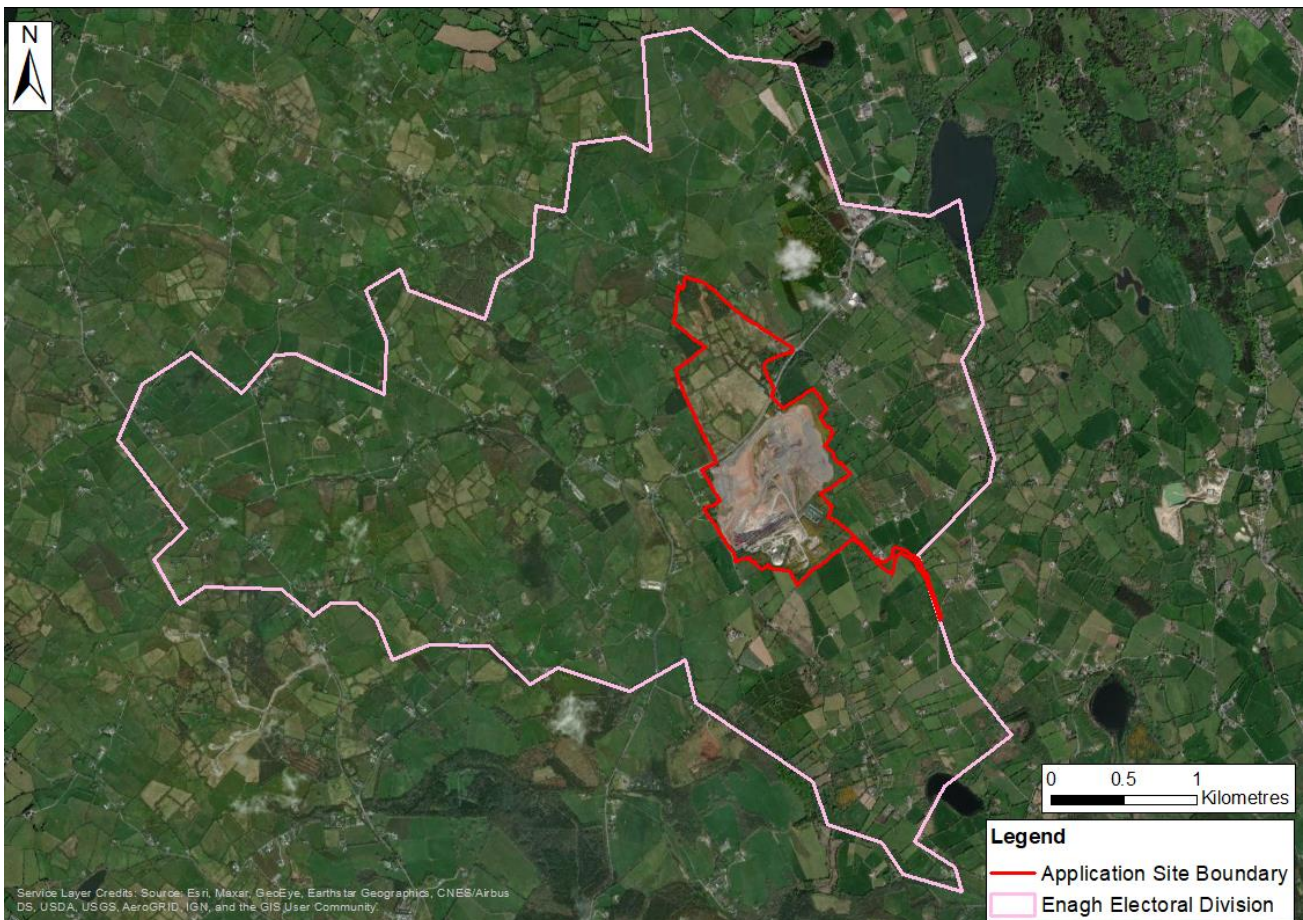 N
0 0.5 1
Kilometres
Legend
Application Site Boundary
Enagh Electoral Division
Service Layer Credits: Source: Esri, Maxar, GeoEye, Earthstar Geographics, CNES/Airbus
DS, USDA, USGS, AeroGRID, IGN, and the GIS User Community